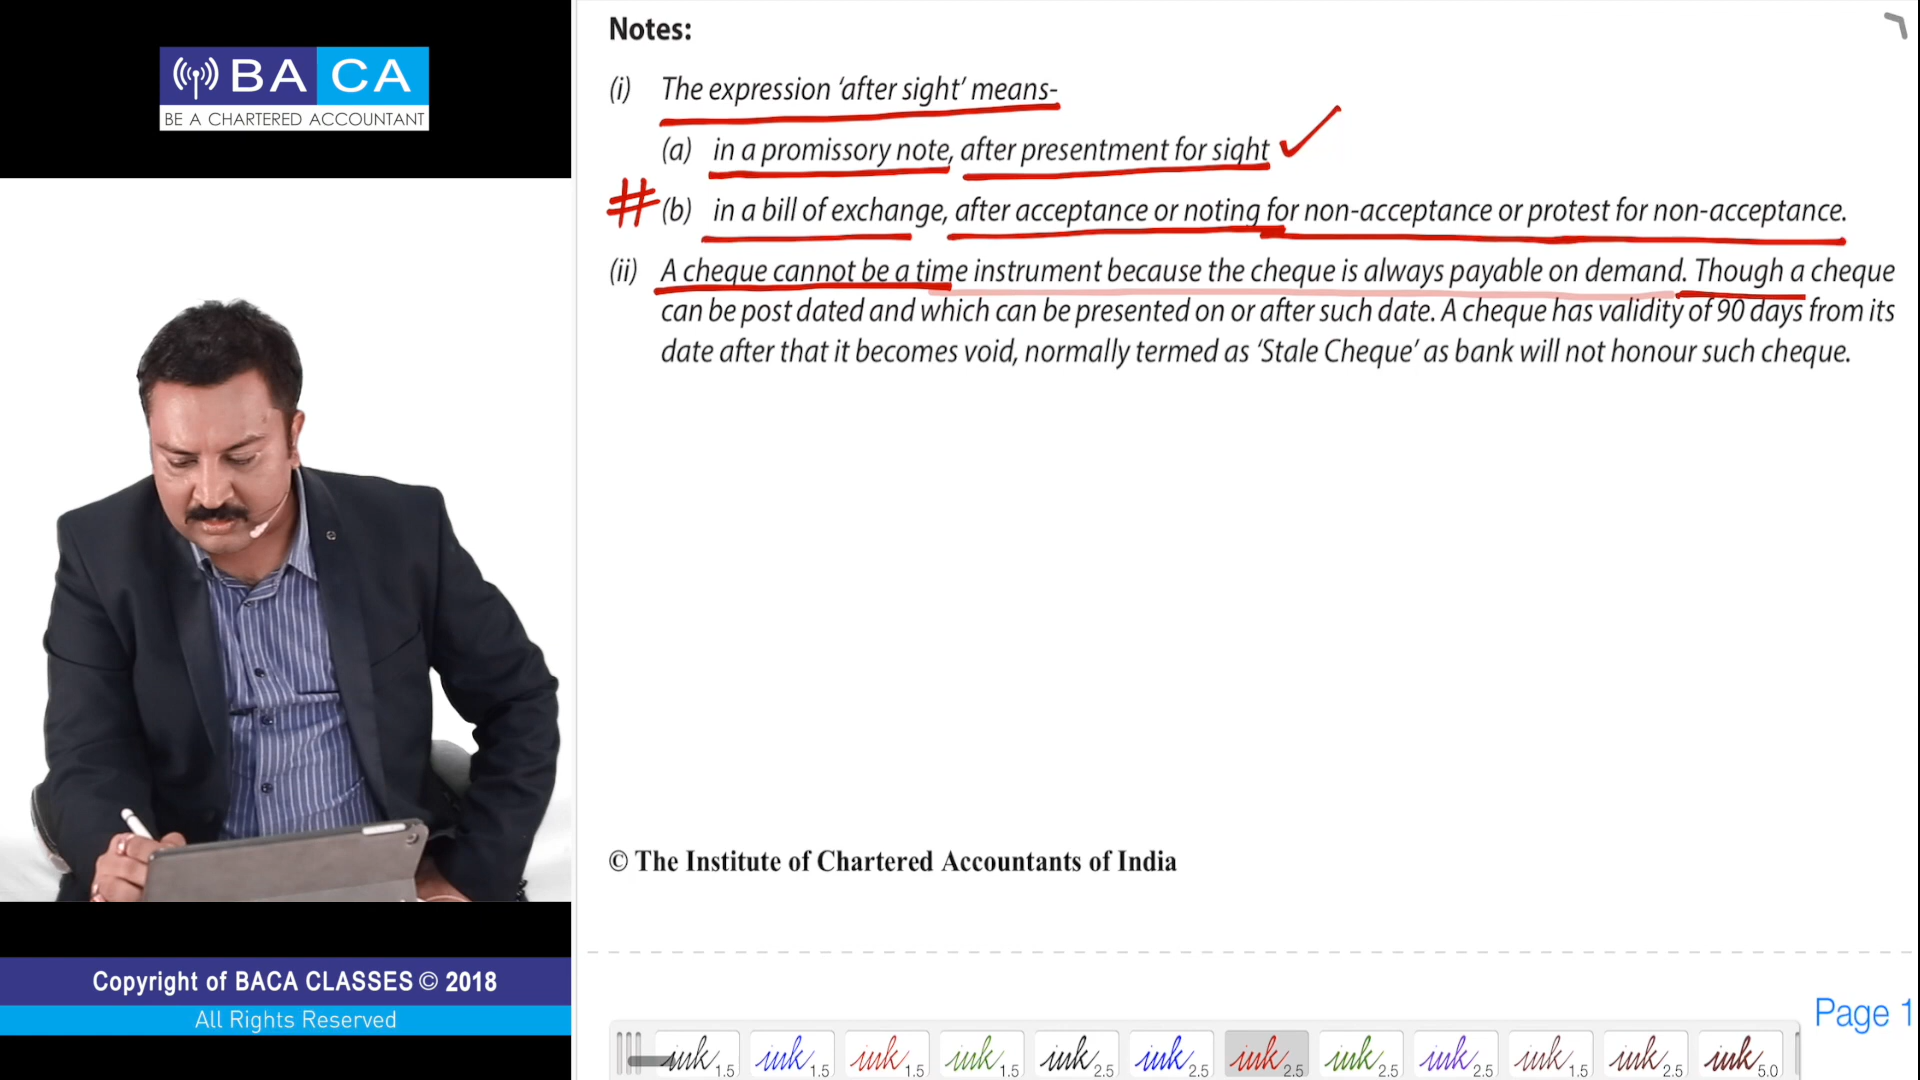 BA CA
BE A CHARTERED ACCOUNTANT
Notes:
(i) The expression ‘after sight’ means-
(a) in a promissory note, after presentment for sight
# (b) in a bill of exchange, after acceptance or noting for non-acceptance or protest for non-acceptance.
(ii) A cheque cannot be a time instrument because the cheque is always payable on demand. Though a cheque
can be post dated and which can be presented on or after such date. A cheque has validity of 90 days from its
date after that it becomes void, normally termed as ‘Stale Cheque’ as bank will not honour such cheque.
© The Institute of Chartered Accountants of India
Copyright of BACA CLASSES © 2018
All Rights Reserved
Page 1
ink 1.5 ink 1.5 ink 1.5 ink 1.5 ink 2.5 ink 2.5 ink 2.5 ink 2.5 ink 2.5 ink 1.5 ink 2.5 ink 5.0